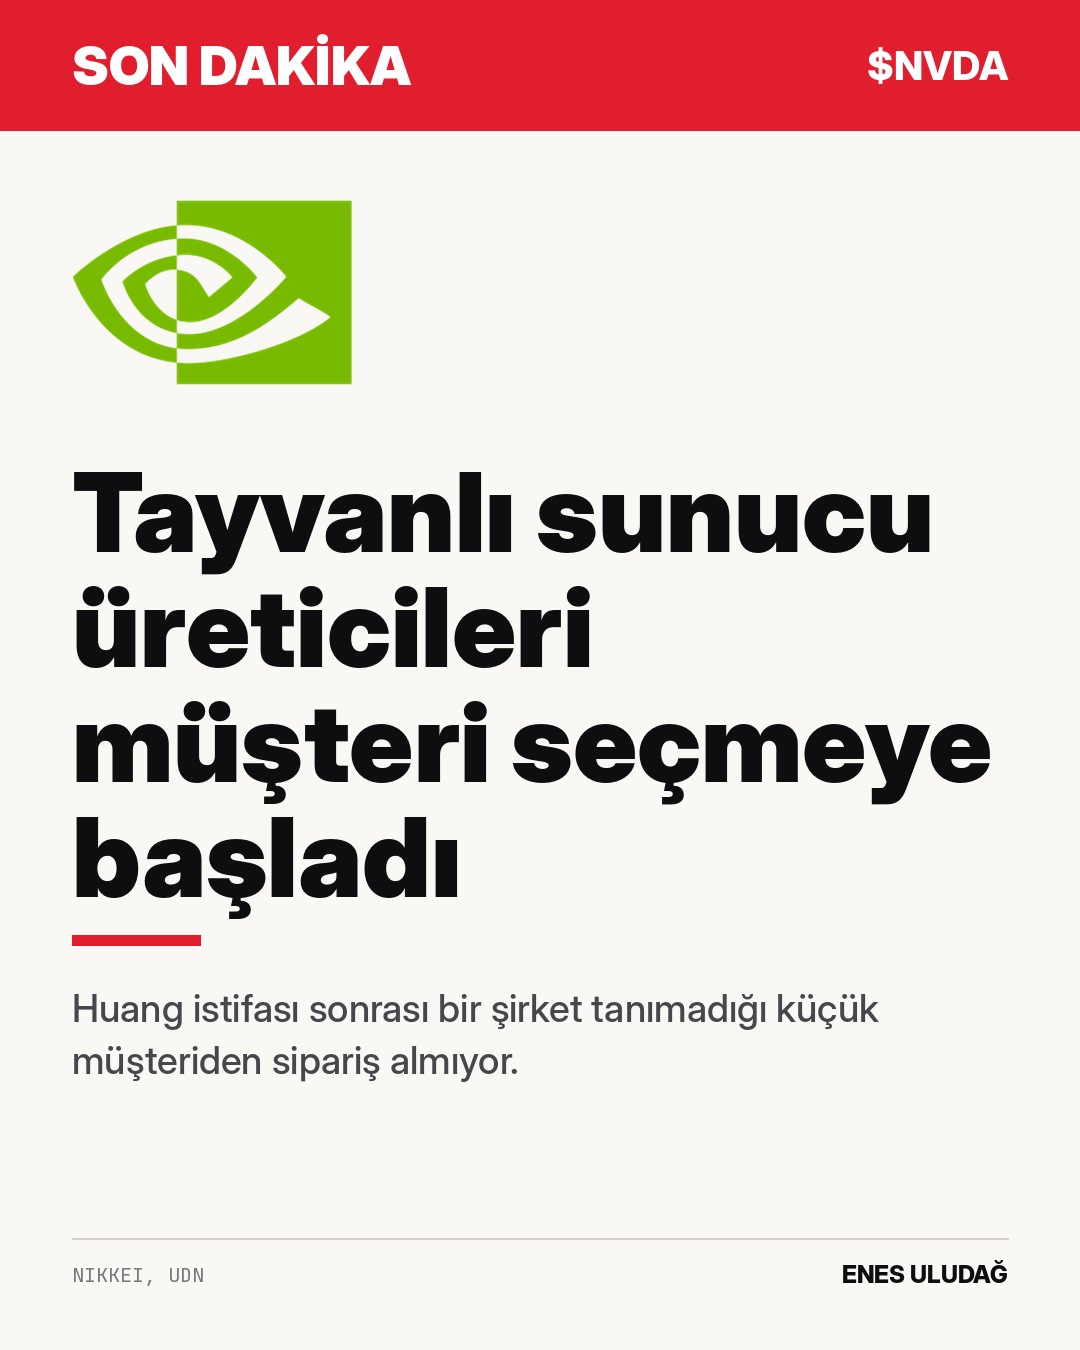 SON DAKİKA
$NVDA
Tayvanlı sunucu
üreticileri
müşteri seçmeye
başladı
Huang istifası sonrası bir şirket tanımadığı küçük
müşteriden sipariş almıyor.
NIKKEI, UDN
ENES ULUDAĞ